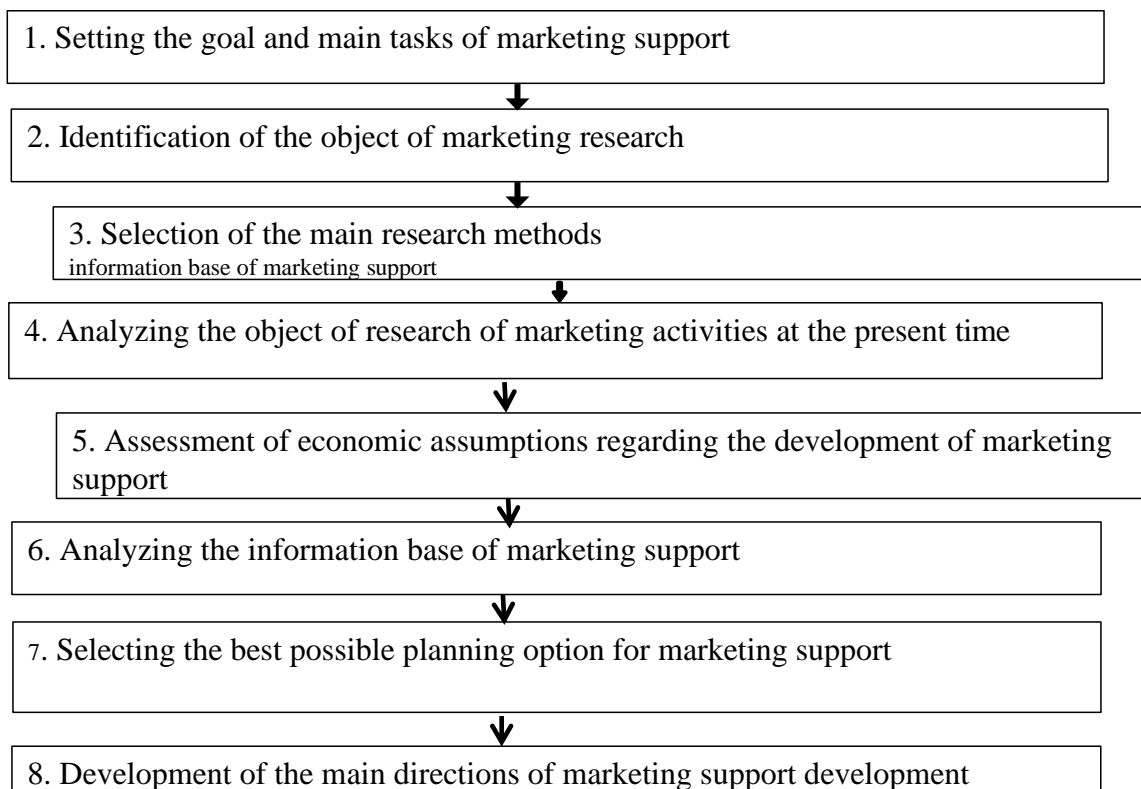 1. Setting the goal and main tasks of marketing support
2. Identification of the object of marketing research
3. Selection of the main research methods
information base of marketing support
4. Analyzing the object of research of marketing activities at the present time
5. Assessment of economic assumptions regarding the development of marketing
support
6. Analyzing the information base of marketing support
7. Selecting the best possible planning option for marketing support
8. Development of the main directions of marketing support development